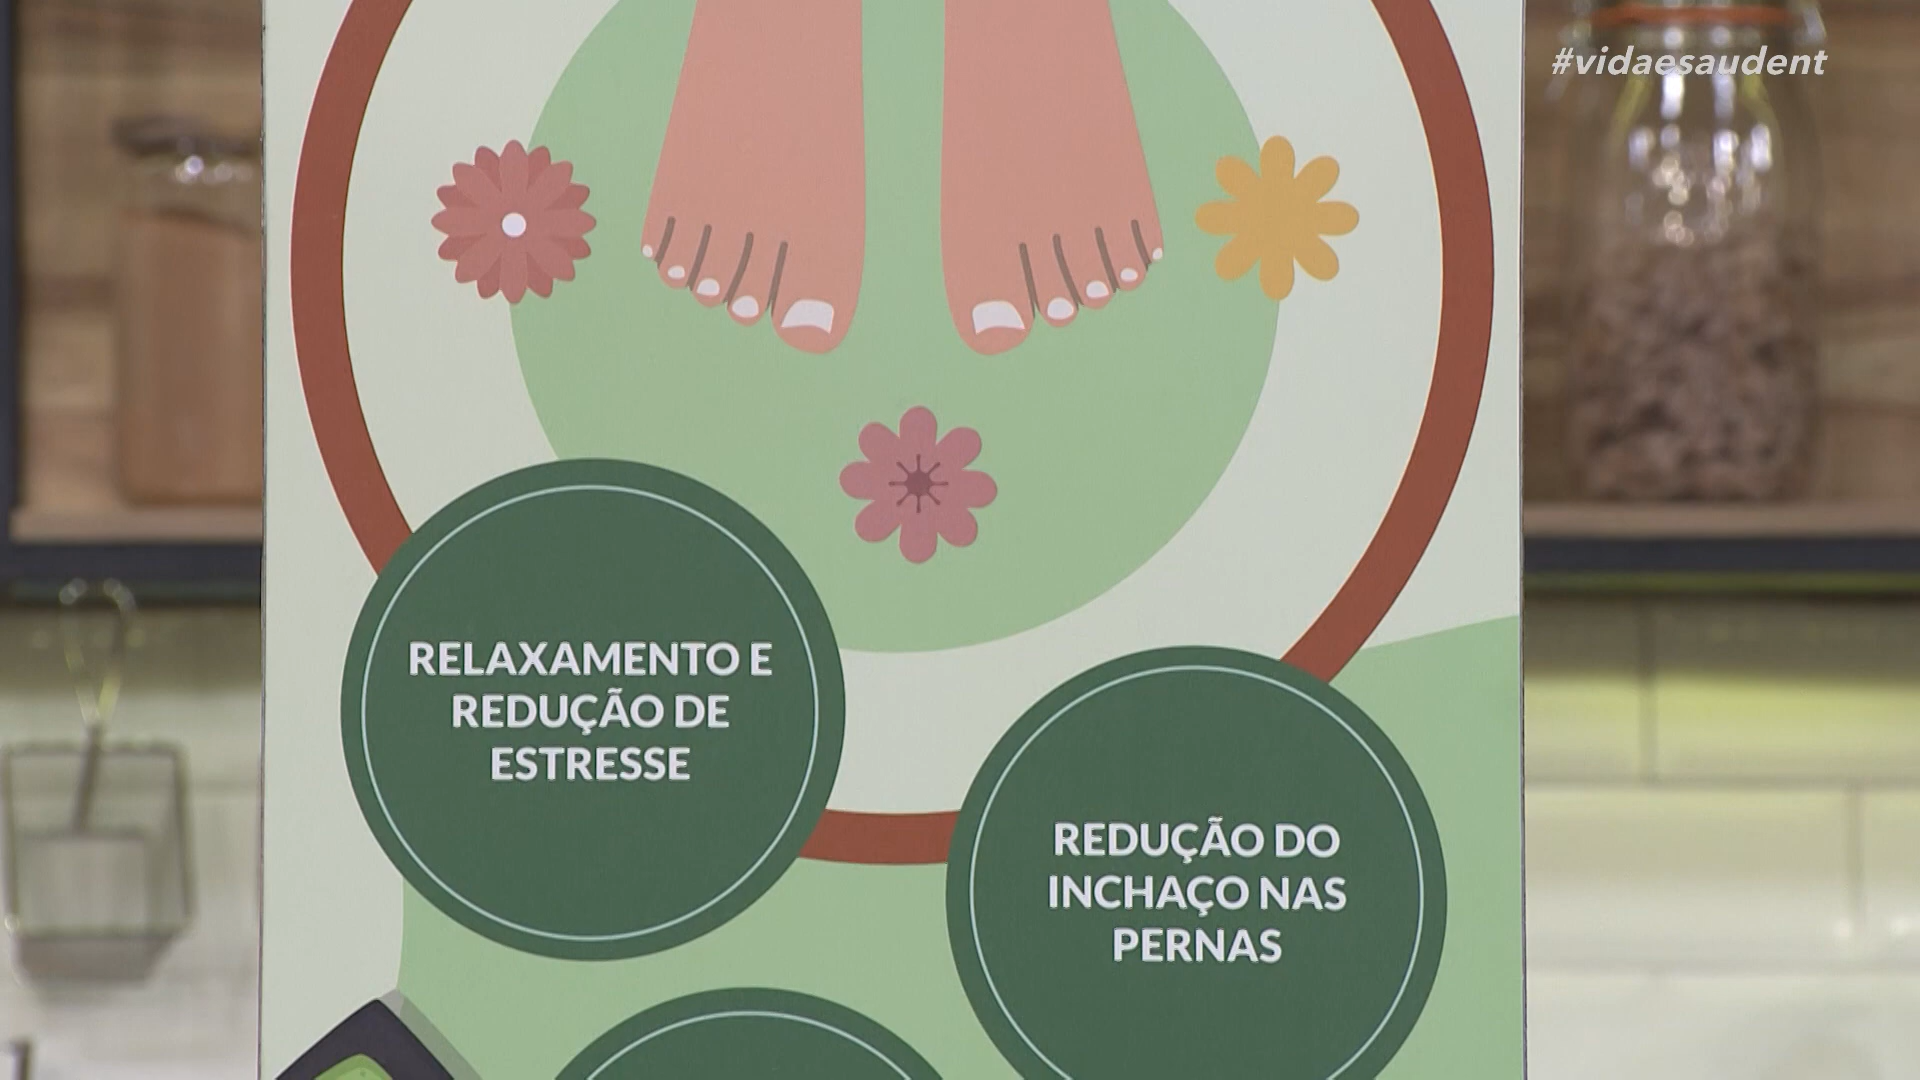 #vidaesaudent
RELAXAMENTO E
REDUÇÃO DE
ESTRESSE
REDUÇÃO DO
INCHAÇO NAS
PERNAS